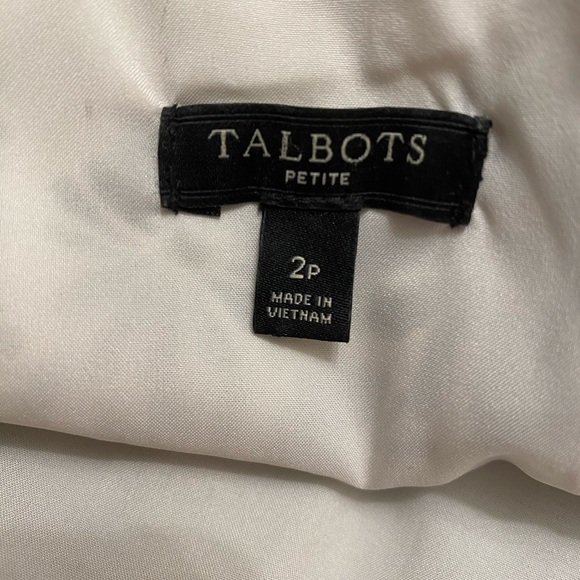 TALBOTS
PETITE
2P
MADE IN
VIETNAM